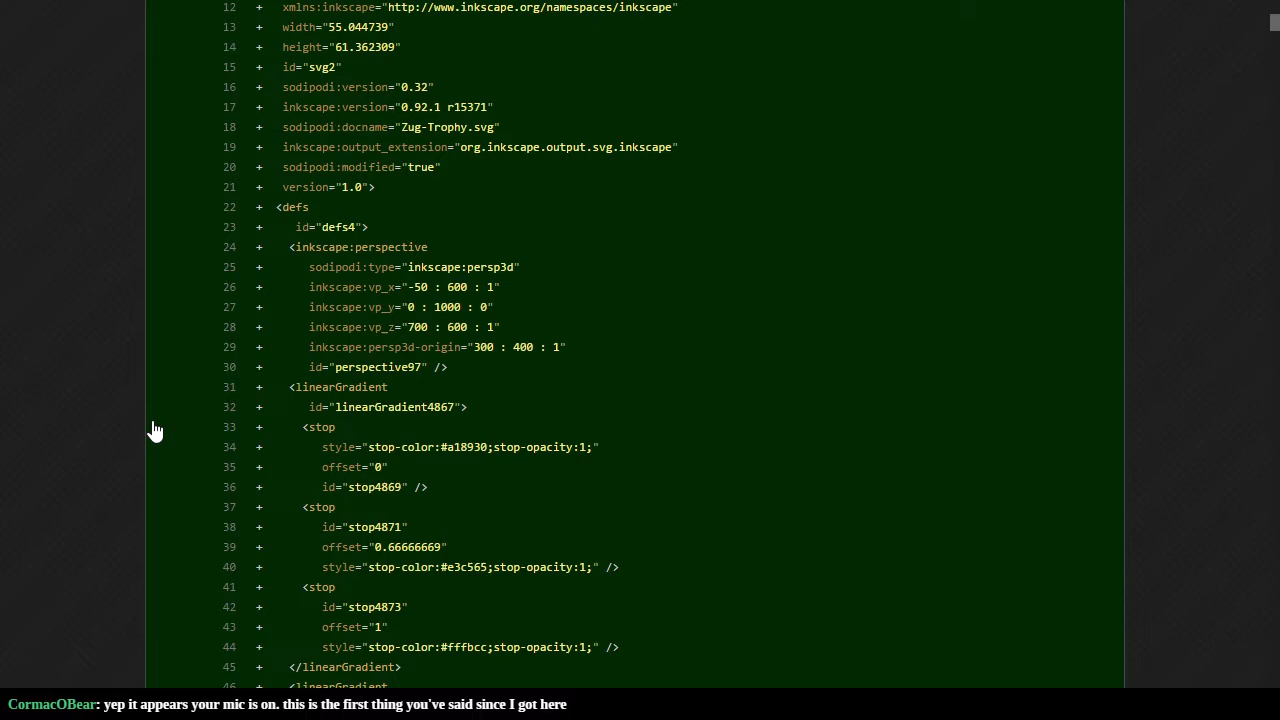 12 + xmlns:inkscape="http://www.inkscape.org/namespaces/inkscape"
13 + width="55.044739"
14 + height="61.362309"
15 + id="svg2"
16 + sodipodi:version="0.32"
17 + inkscape:version="0.92.1 r15371"
18 + sodipodi:docname="Zug-Trophy.svg"
19 + inkscape:output_extension="org.inkscape.output.svg.inkscape"
20 + sodipodi:modified="true"
21 + version="1.0">
22 + <defs
23 + id="defs4">
24 + <inkscape:perspective
25 + sodipodi:type="inkscape:persp3d"
26 + inkscape:vp_x="-50 : 600 : 1"
27 + inkscape:vp_y="0 : 1000 : 0"
28 + inkscape:vp_z="700 : 600 : 1"
29 + inkscape:persp3d-origin="300 : 400 : 1"
30 + id="perspective97" />
31 + <linearGradient
32 + id="linearGradient4867">
33 + <stop
34 + style="stop-color:#a18930;stop-opacity:1;"
35 + offset="0"
36 + id="stop4869" />
37 + <stop
38 + id="stop4871"
39 + offset="0.66666669"
40 + style="stop-color:#e3c565;stop-opacity:1;" />
41 + <stop
42 + id="stop4873"
43 + offset="1"
44 + style="stop-color:#fffbcc;stop-opacity:1;" />
45 + </linearGradient>
46 + <linearGradient
CormacOBear: yep it appears your mic is on. this is the first thing you've said since I got here